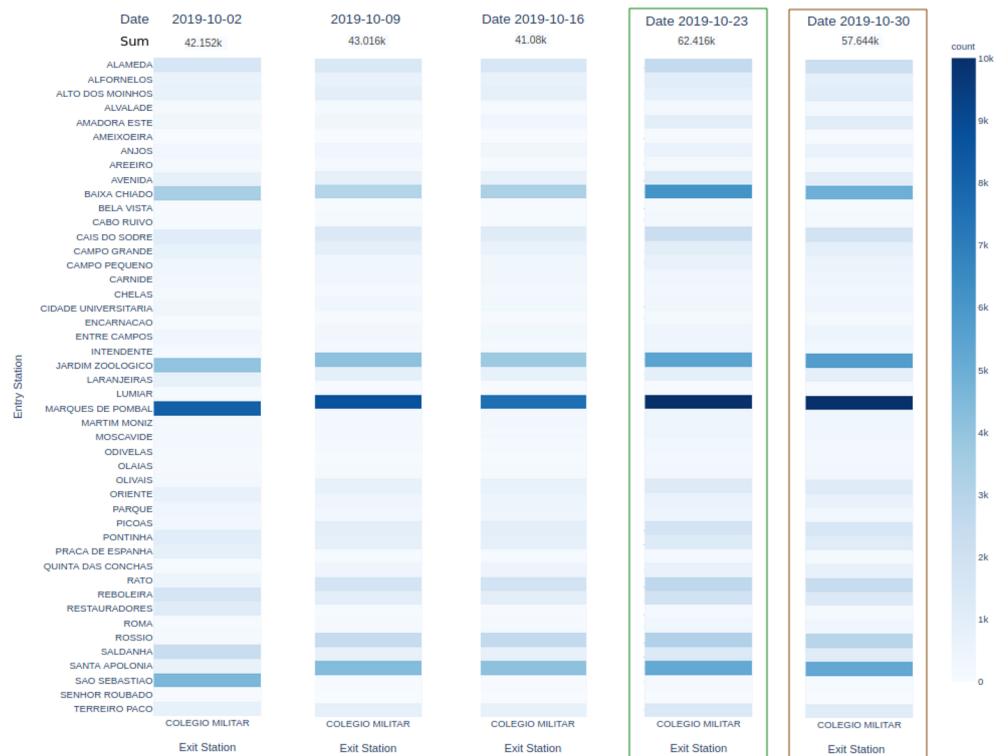 Date 2019-10-02 2019-10-09 Date 2019-10-16 Date 2019-10-23 Date 2019-10-30
Sum 42.152k 43.016k 41.08k 62.416k 57.644k
count
10k
9k
8k
7k
6k
5k
4k
3k
2k
1k
0
Entry Station
ALAMEDA
ALFORNELOS
ALTO DOS MOINHOS
ALVALADE
AMADORA ESTE
AMEIXOEIRA
ANJOS
AREEIRO
AVENIDA
BAIXA CHIADO
BELA VISTA
CABO RUIVO
CAIS DO SODRE
CAMPO GRANDE
CAMPO PEQUENO
CARNIDE
CHELAS
CIDADE UNIVERSITARIA
ENCARNACAO
ENTRE CAMPOS
INTENDENTE
JARDIM ZOOLOGICO
LARANJEIRAS
LUMIAR
MARQUES DE POMBAL
MARTIM MONIZ
MOSCAVIDE
ODIVELAS
OLAIAS
OLIVAIS
ORIENTE
PARQUE
PICOAS
PONTINHA
PRACA DE ESPANHA
QUINTA DAS CONCHAS
RATO
REBOLEIRA
RESTAURADORES
ROMA
ROSSIO
SALDANHA
SANTA APOLONIA
SAO SEBASTIAO
SENHOR ROUBADO
TERREIRO PACO
COLEGIO MILITAR COLEGIO MILITAR COLEGIO MILITAR COLEGIO MILITAR COLEGIO MILITAR
Exit Station Exit Station Exit Station Exit Station Exit Station